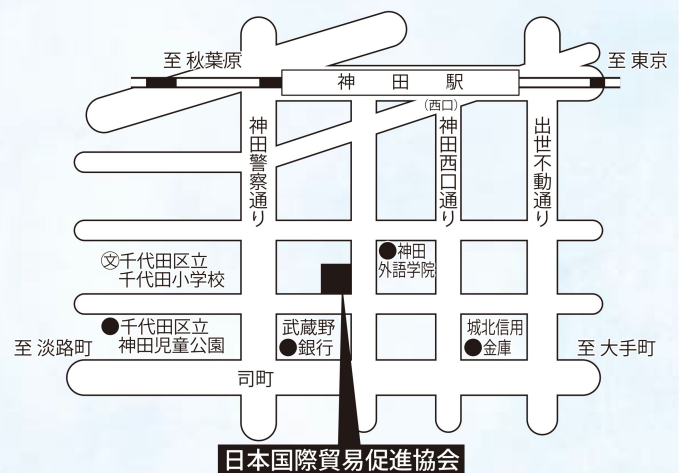 至 秋葉原
至 東京
神田駅
(西口)
神田警察通り
神田西口通り
出世不動通り
神田
外語学院
文千代田区立
千代田小学校
千代田区立
神田児童公園
武蔵野
銀行
城北信用
金庫
至 淡路町
至 大手町
司町
日本国際貿易促進協会